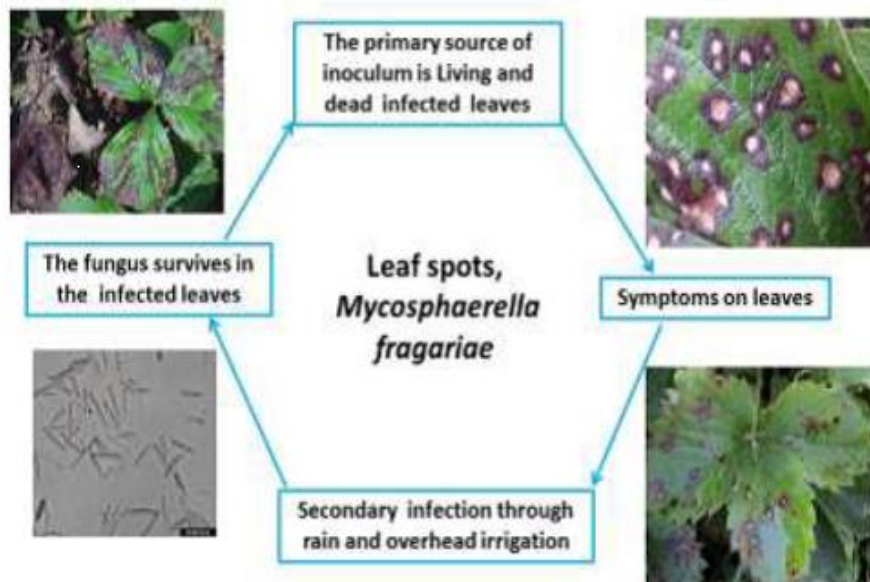 The primary source of
inoculum is Living and
dead infected leaves
The fungus survives in
the infected leaves
Leaf spots,
Mycosphaerella
fragariae
Symptoms on leaves
Secondary infection through
rain and overhead irrigation